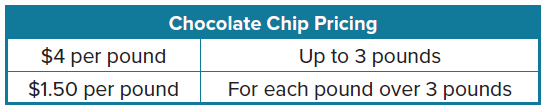 Chocolate Chip Pricing
$4 per pound Up to 3 pounds
$1.50 per pound For each pound over 3 pounds